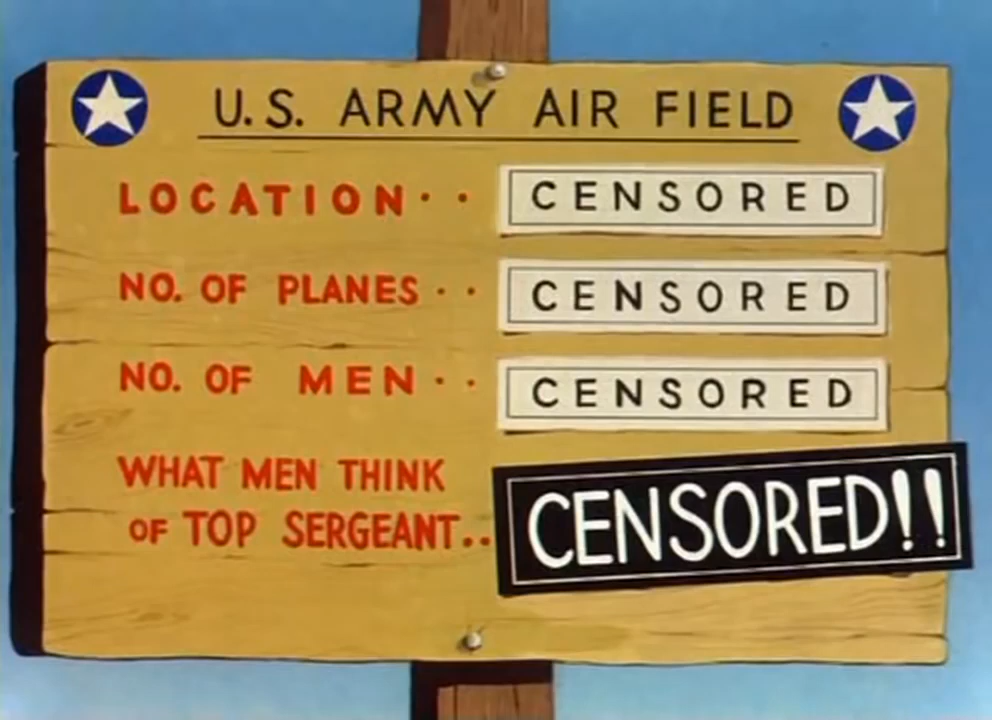 U.S. ARMY AIR FIELD
LOCATION.. CENSORED
NO. OF PLANES.. CENSORED
NO. OF MEN.. CENSORED
WHAT MEN THINK
OF TOP SERGEANT.. CENSORED!!